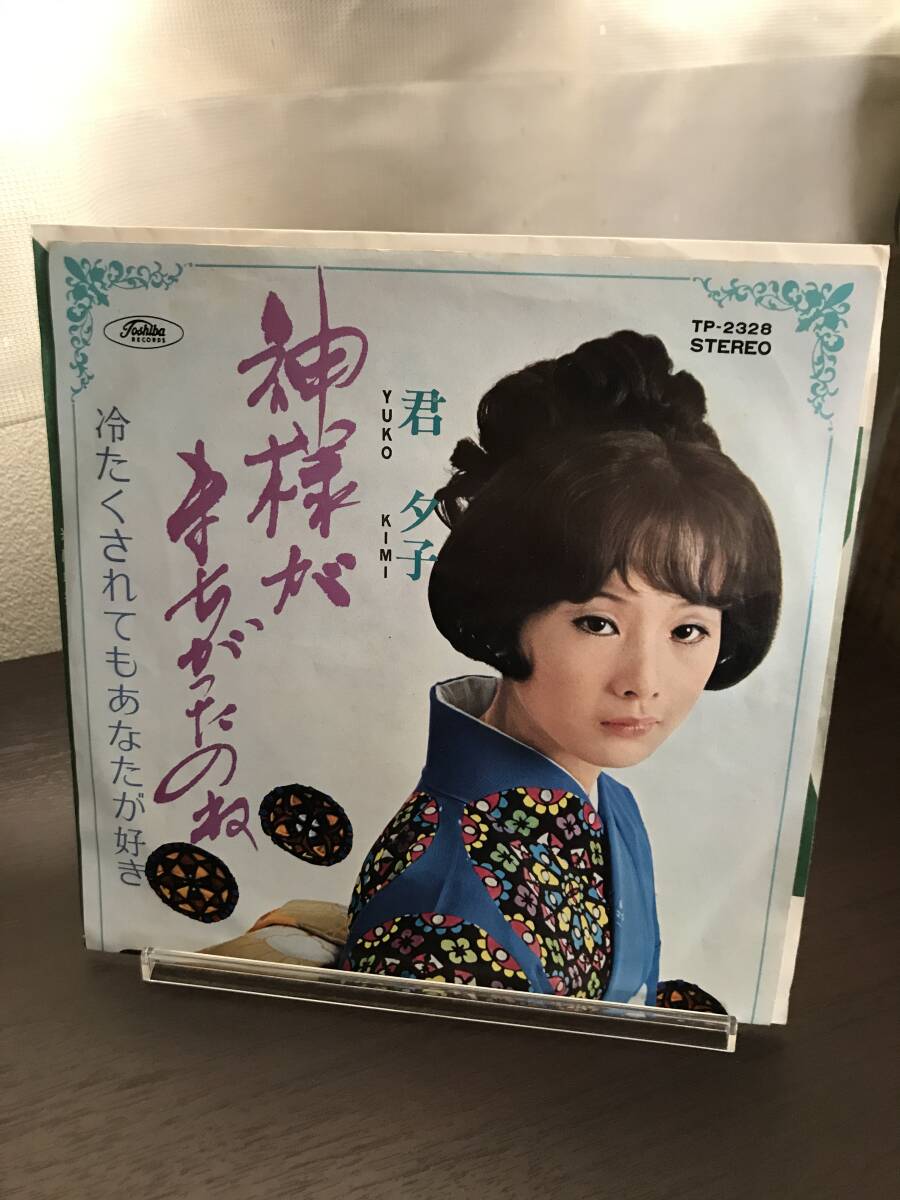 Toshiba
RECORDS
TP-2328
STEREO
君 夕子
YUKO KIMI
神様が
まちがったのね
冷たくされてもあなたが好き